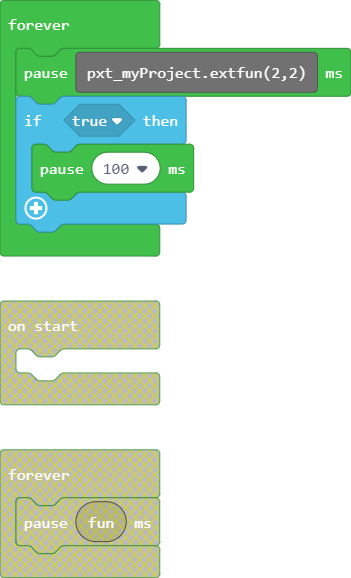 forever
pause pxt_myProject.extfun(2,2) ms
if true then
pause 100 ms
on start
forever
pause fun ms